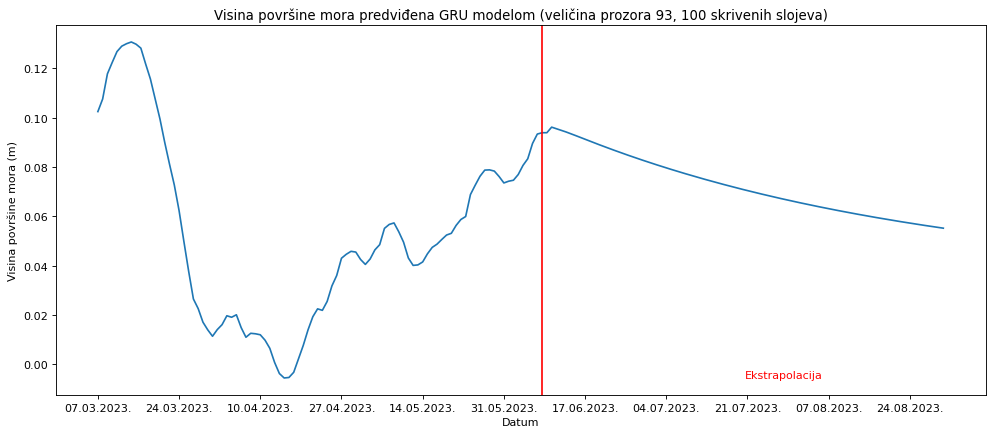 Visina površine mora predviđena GRU modelom (veličina prozora 93, 100 skrivenih slojeva)
Visina površine mora (m)
0.12
0.10
0.08
0.06
0.04
0.02
0.00
Ekstrapolacija
07.03.2023. 24.03.2023. 10.04.2023. 27.04.2023. 14.05.2023. 31.05.2023. 17.06.2023. 04.07.2023. 21.07.2023. 07.08.2023. 24.08.2023.
Datum